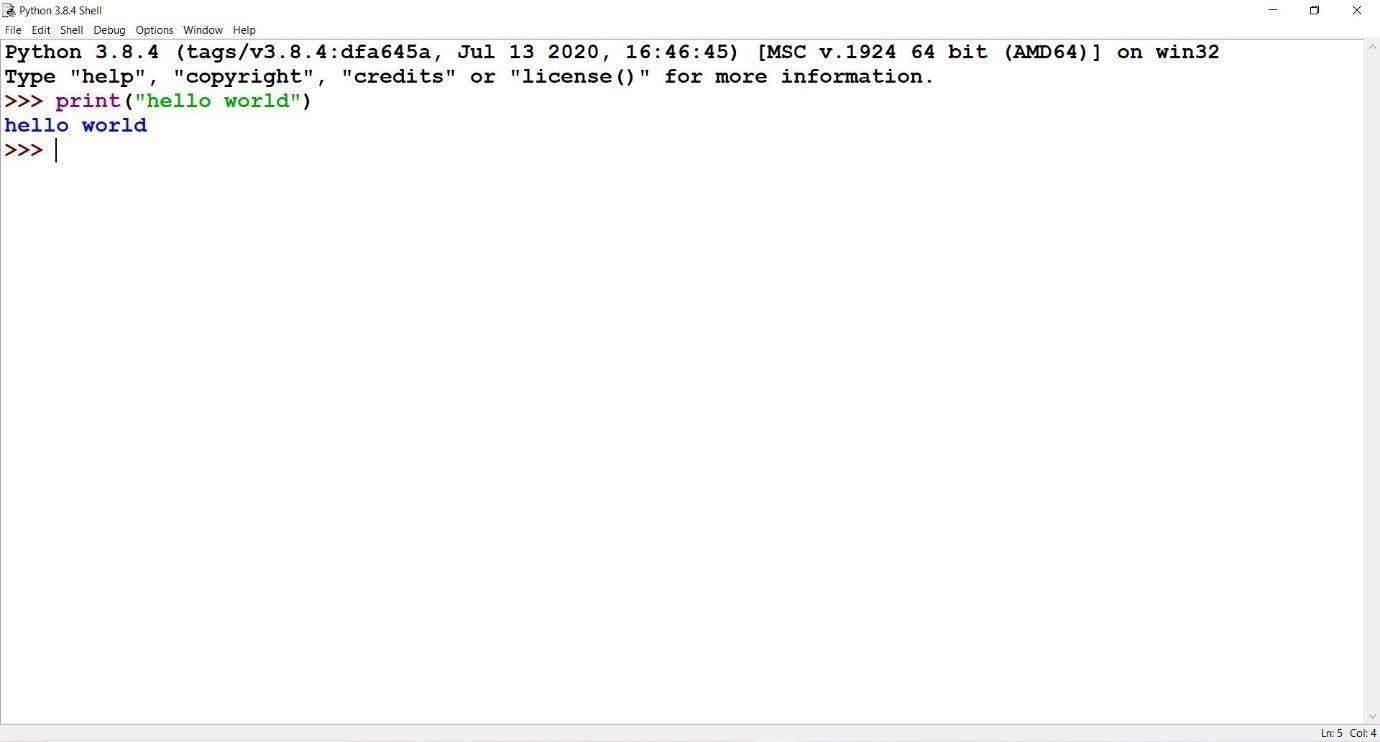 Python 3.8.4 Shell
File Edit Shell Debug Options Window Help
Python 3.8.4 (tags/v3.8.4:dfa645a, Jul 13 2020, 16:46:45) [MSC v.1924 64 bit (AMD64)] on win32
Type "help", "copyright", "credits" or "license()" for more information.
>>> print("hello world")
hello world
>>>
Ln: 5 Col: 4